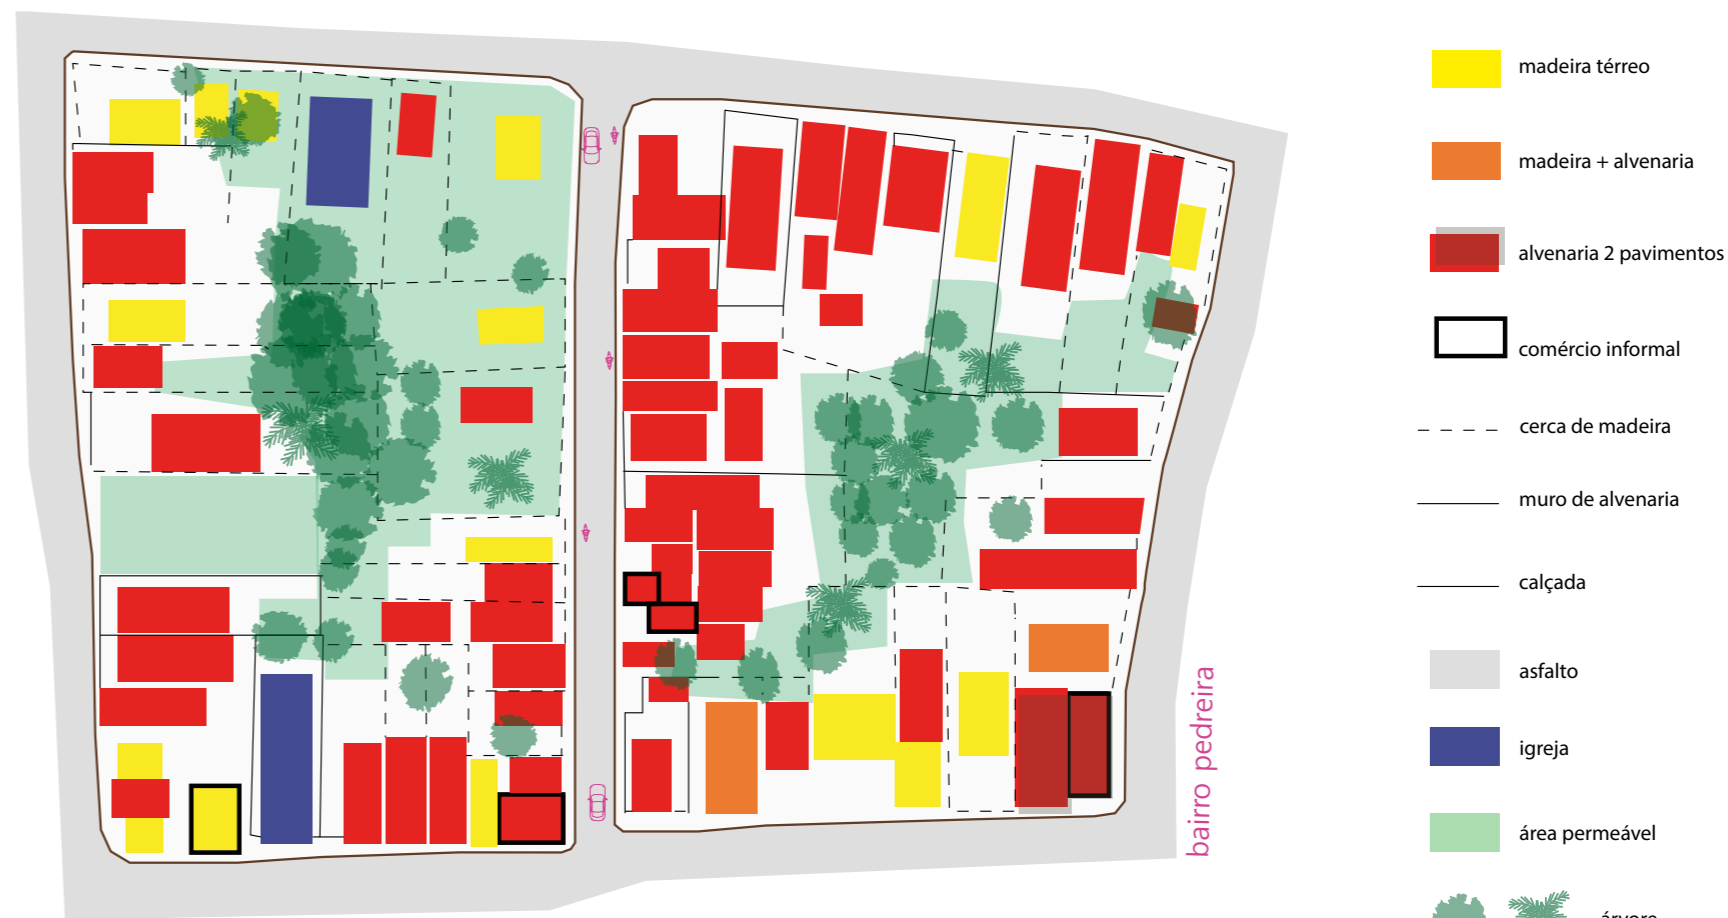 madeira térreo
madeira + alvenaria
alvenaria 2 pavimentos
comércio informal
cerca de madeira
muro de alvenaria
calçada
asfalto
igreja
área permeável
árvore
bairro pedreira